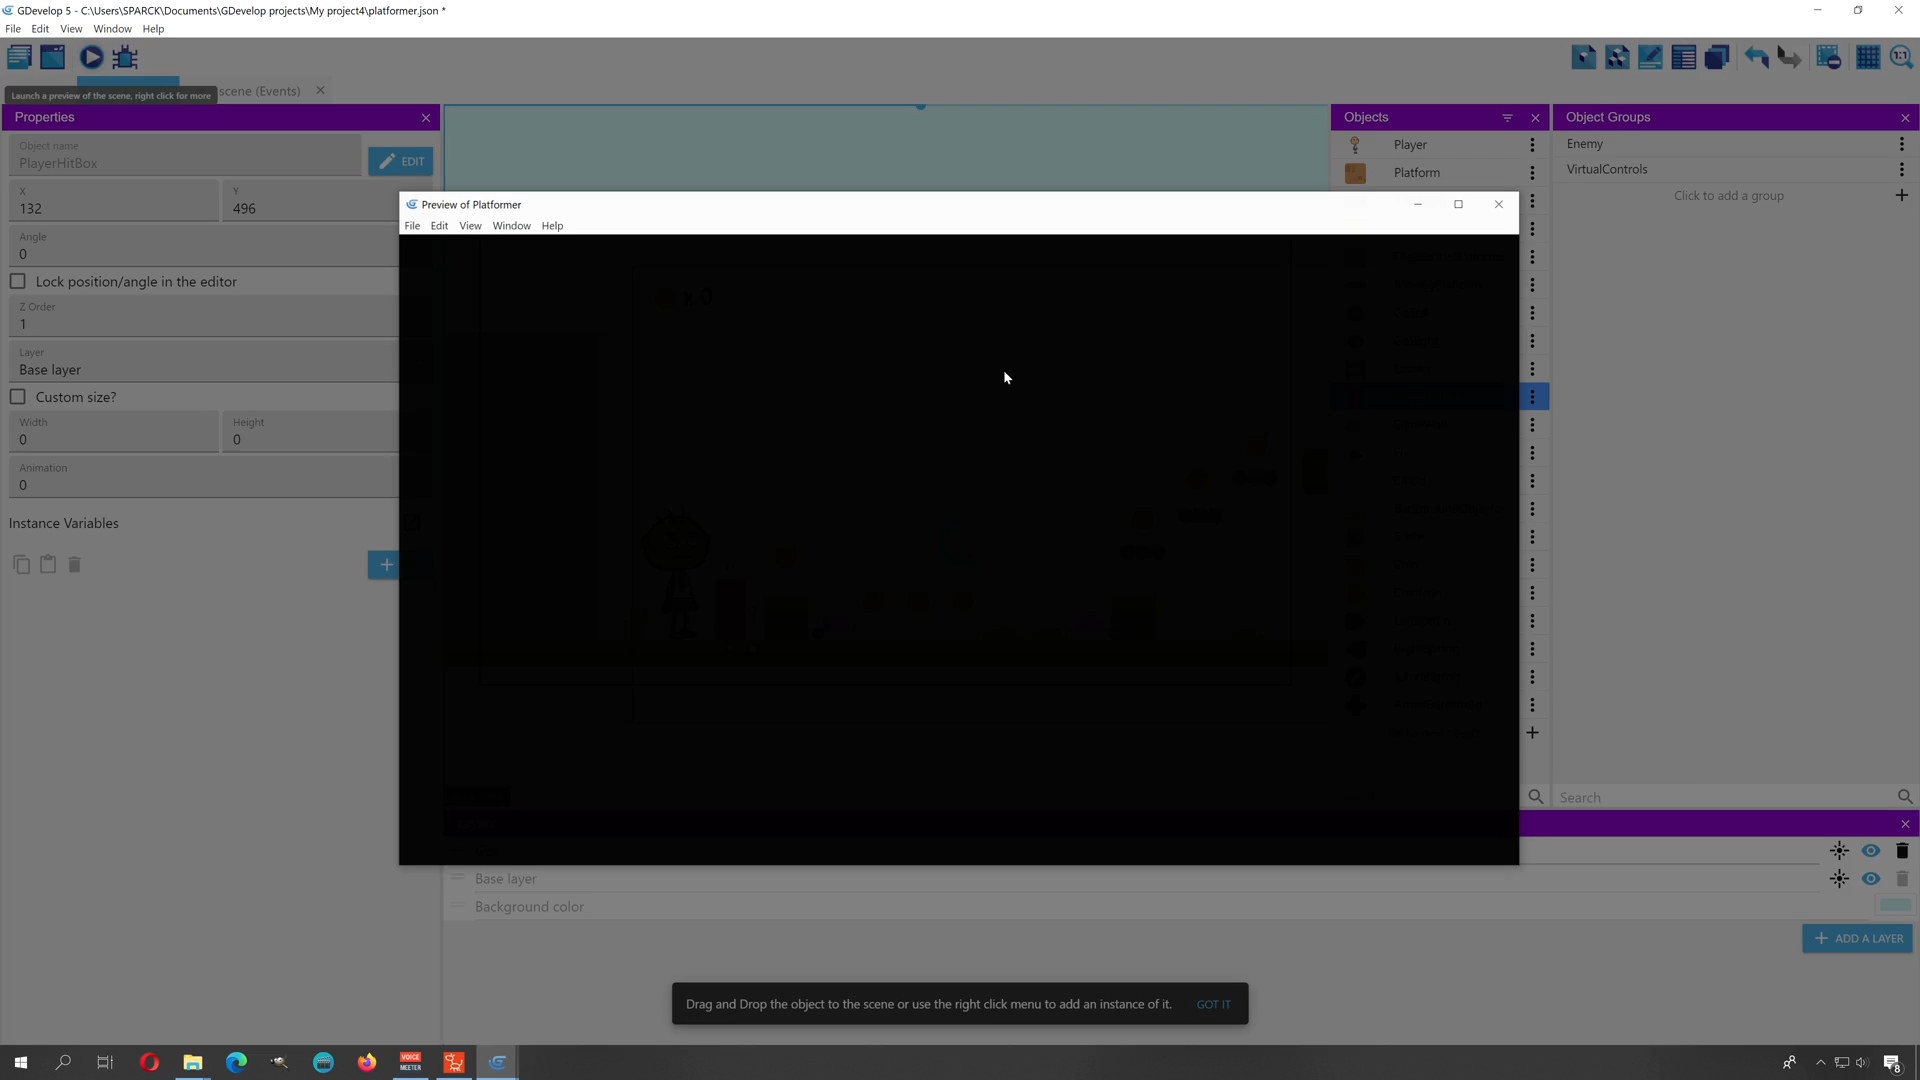 GDevelop 5 - C:\Users\SPARCK\Documents\GDevelop projects\My project4\platformer.json *
File Edit View Window Help
Launch a preview of the scene, right click for more
scene (Events)
Properties
Object name
PlayerHitBox
EDIT
X
132
Y
496
Angle
0
Lock position/angle in the editor
Z Order
1
Layer
Base layer
Custom size?
Width
0
Height
0
Animation
0
Instance Variables
Preview of Platformer
File Edit View Window Help
Objects
Player
Platform
Object Groups
Enemy
VirtualControls
Click to add a group
Search
Base layer
Background color
ADD A LAYER
Drag and Drop the object to the scene or use the right click menu to add an instance of it.
GOT IT
1:1
VOICE
MEETER
8